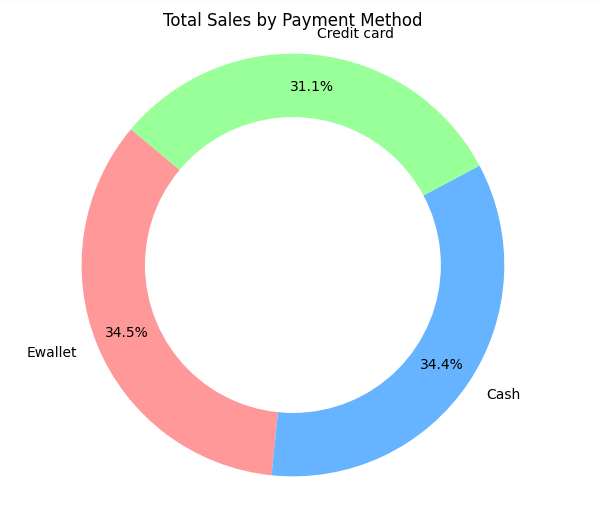 Total Sales by Payment Method
Credit card
31.1%
34.5%
Ewallet
34.4%
Cash